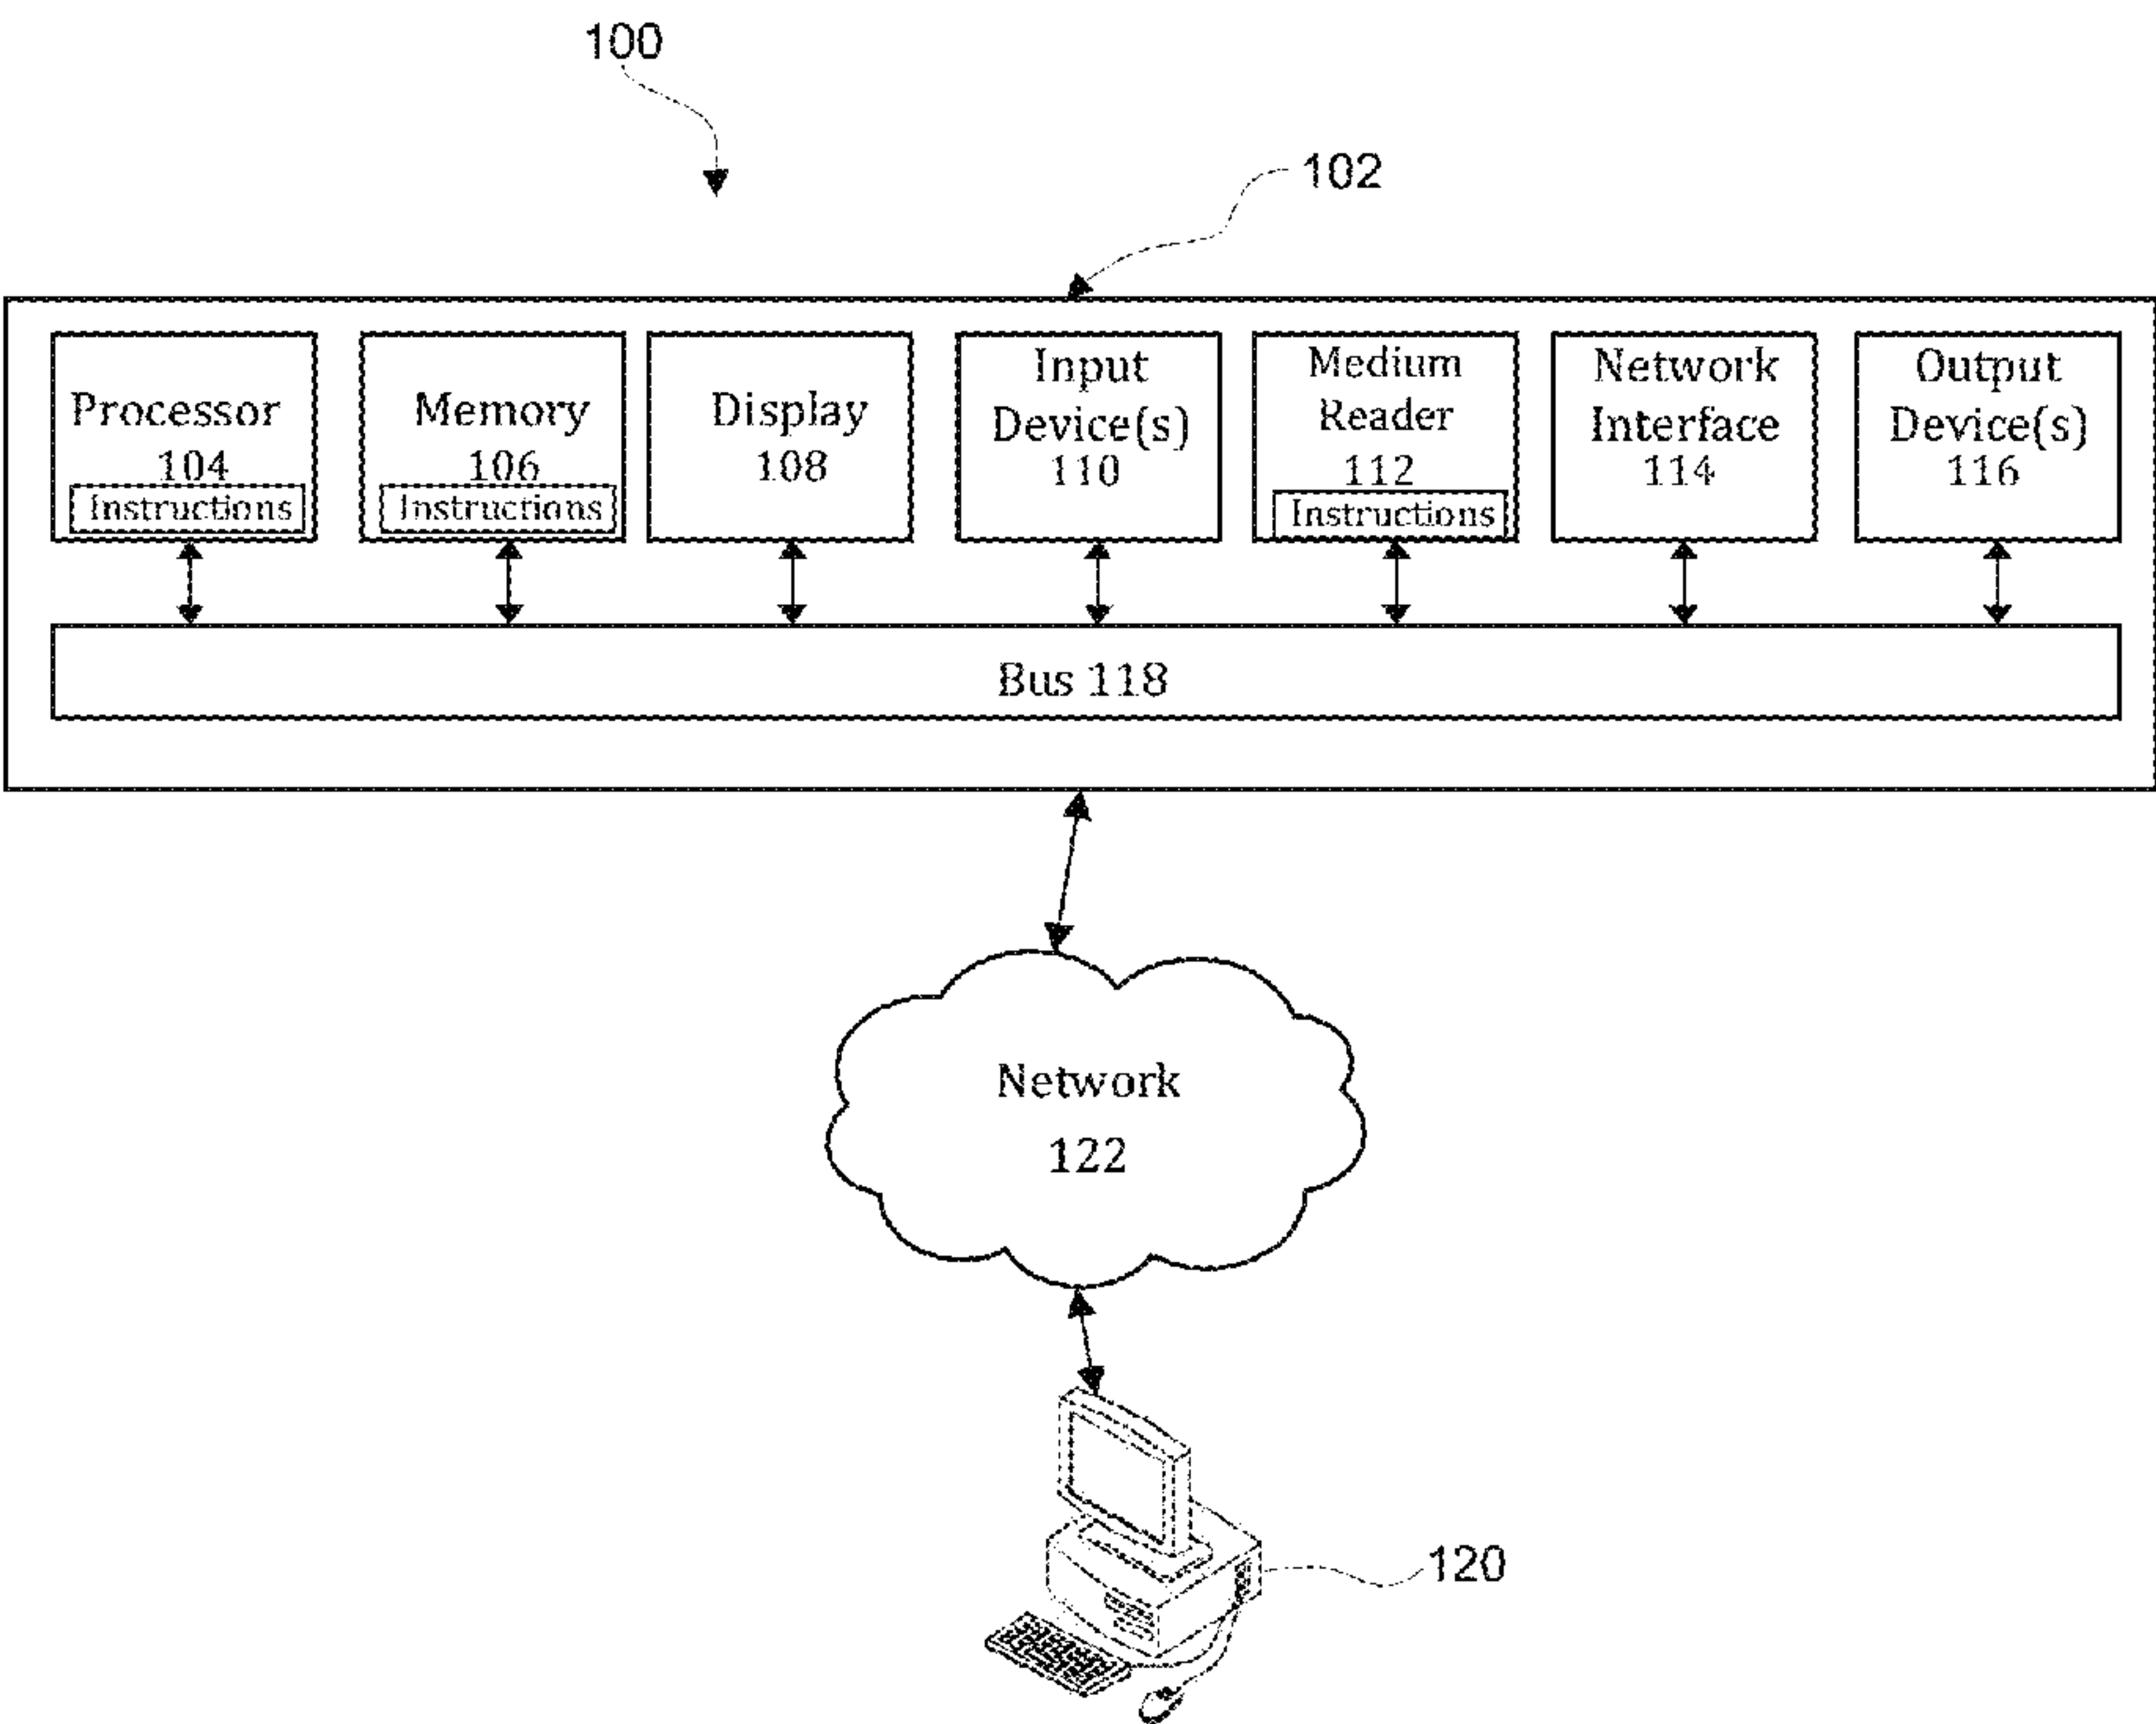 100
102
Processor
104
Instructions
Memory
106
Instructions
Display
108
Input
Device(s)
110
Medium
Reader
112
Instructions
Network
Interface
114
Output
Device(s)
116
Bus 118
Network
122
120